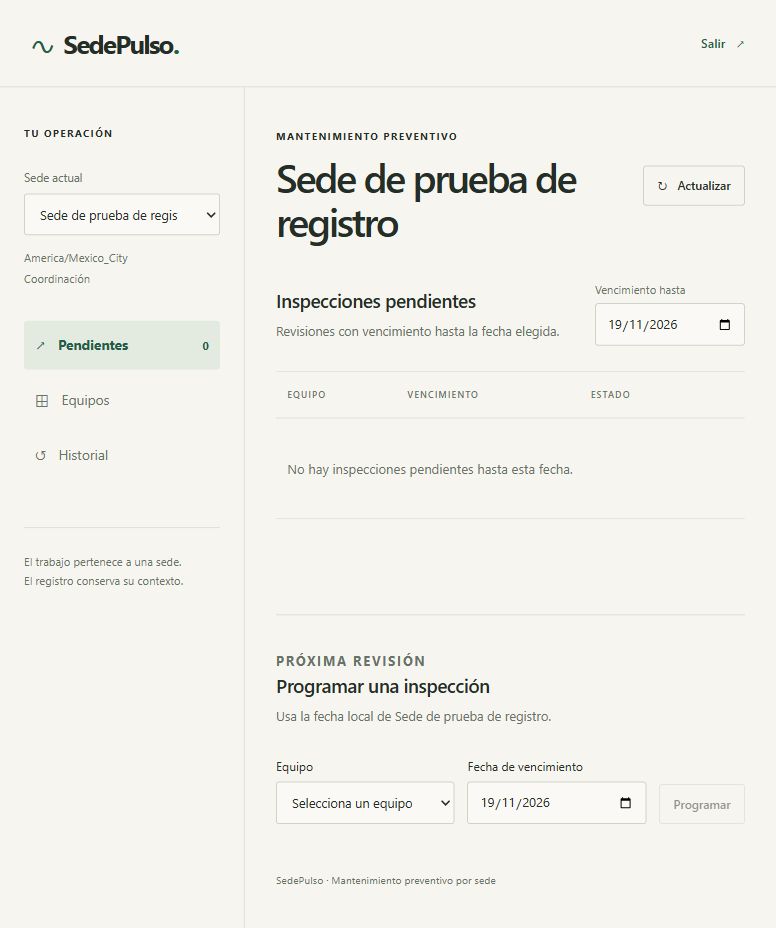 SedePulso.
Salir ↗
TU OPERACIÓN
Sede actual
Sede de prueba de regis
America/Mexico_City
Coordinación
↗ Pendientes 0
Equipos
↺ Historial
El trabajo pertenece a una sede.
El registro conserva su contexto.
MANTENIMIENTO PREVENTIVO
Sede de prueba de
registro
↻ Actualizar
Inspecciones pendientes
Revisiones con vencimiento hasta la fecha elegida.
Vencimiento hasta
19/11/2026
EQUIPO VENCIMIENTO ESTADO
No hay inspecciones pendientes hasta esta fecha.
PRÓXIMA REVISIÓN
Programar una inspección
Usa la fecha local de Sede de prueba de registro.
Equipo Fecha de vencimiento
Selecciona un equipo 19/11/2026 Programar
SedePulso · Mantenimiento preventivo por sede